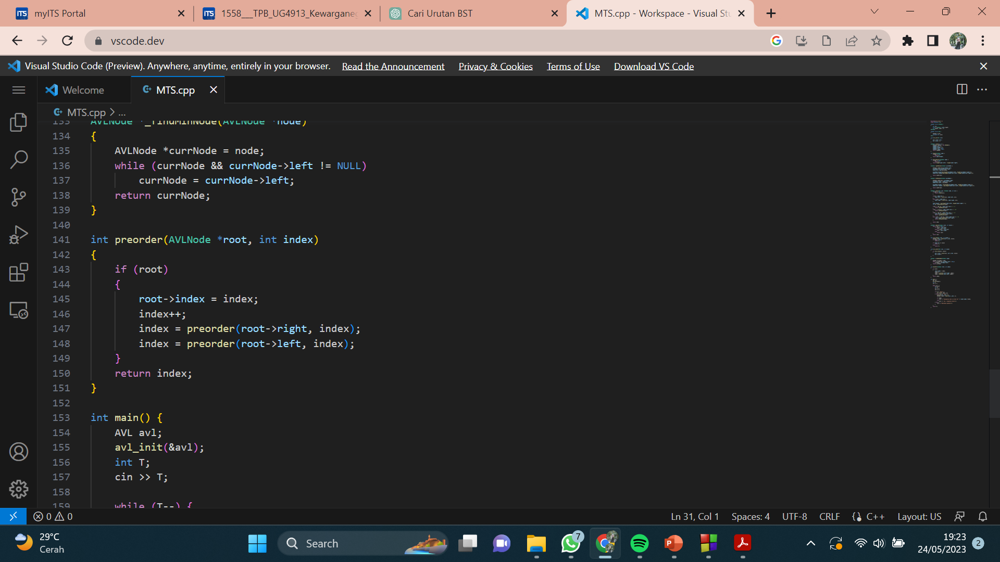 myITS Portal
1558___TPB_UG4913_Kewarganeg
Cari Urutan BST
MTS.cpp - Workspace - Visual Stu
vscode.dev
Visual Studio Code (Preview). Anywhere, anytime, entirely in your browser. Read the Announcement Privacy & Cookies Terms of Use Download VS Code
Welcome
MTS.cpp
MTS.cpp > ...
133 AVLNode *_findMinNode(AVLNode *node)
134 {
135 AVLNode *currNode = node;
136 while (currNode && currNode->left != NULL)
137 currNode = currNode->left;
138 return currNode;
139 }
140
141 int preorder(AVLNode *root, int index)
142 {
143 if (root)
144 {
145 root->index = index;
146 index++;
147 index = preorder(root->right, index);
148 index = preorder(root->left, index);
149 }
150 return index;
151 }
152
153 int main() {
154 AVL avl;
155 avl_init(&avl);
156 int T;
157 cin >> T;
158
159 while (T--) {
0 0
Ln 31, Col 1 Spaces: 4 UTF-8 CRLF C++ Layout: US
29°C
Cerah
Search
7
19:23
24/05/2023
2